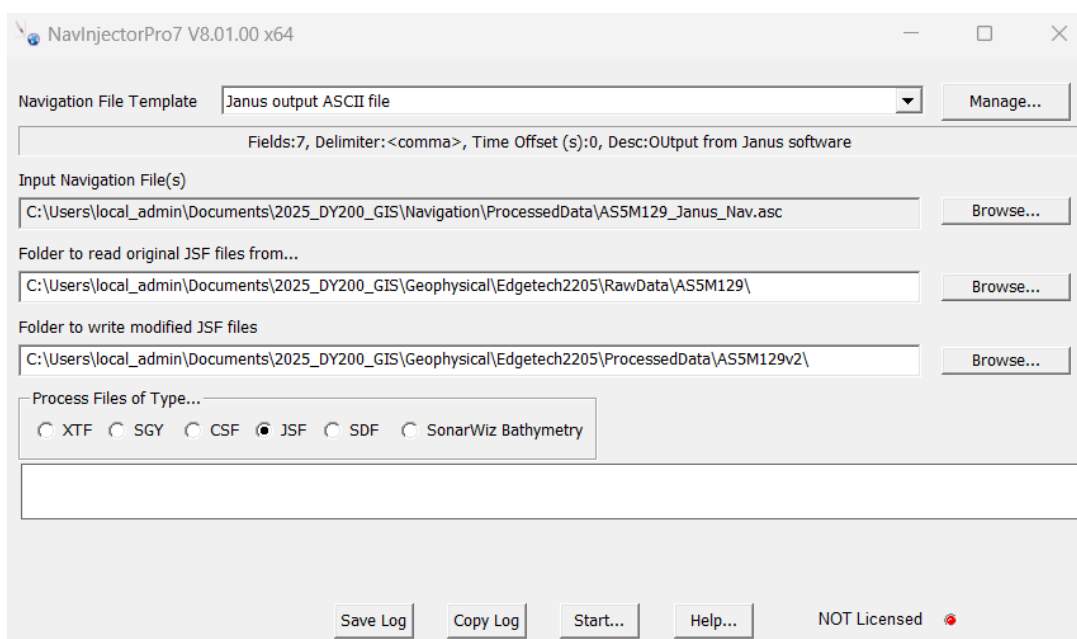 NavInjectorPro7 V8.01.00 x64
Navigation File Template Janus output ASCII file Manage...
Fields:7, Delimiter:<comma>, Time Offset (s):0, Desc:OUtput from Janus software
Input Navigation File(s)
C:\Users\local_admin\Documents\2025_DY200_GIS\Navigation\ProcessedData\AS5M129_Janus_Nav.asc Browse...
Folder to read original JSF files from...
C:\Users\local_admin\Documents\2025_DY200_GIS\Geophysical\Edgetech2205\RawData\AS5M129\ Browse...
Folder to write modified JSF files
C:\Users\local_admin\Documents\2025_DY200_GIS\Geophysical\Edgetech2205\ProcessedData\AS5M129v2\ Browse...
Process Files of Type...
XTF SGY CSF JSF SDF SonarWiz Bathymetry
Save Log Copy Log Start... Help... NOT Licensed